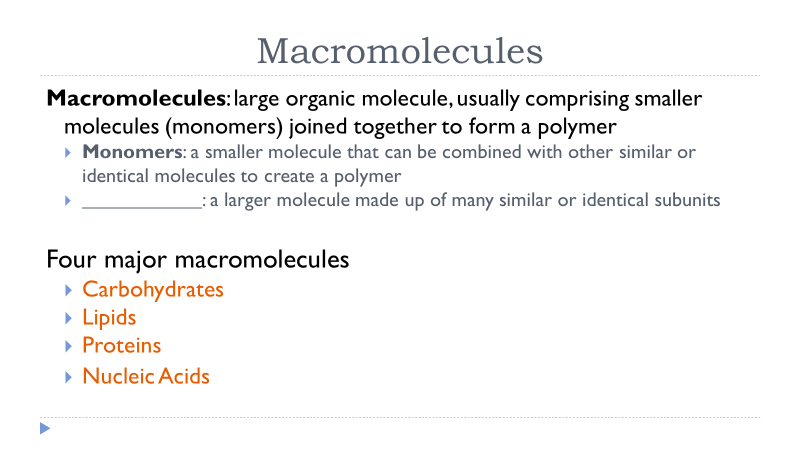 Macromolecules
Macromolecules: large organic molecule, usually comprising smaller
molecules (monomers) joined together to form a polymer
Monomers: a smaller molecule that can be combined with other similar or
identical molecules to create a polymer
____________: a larger molecule made up of many similar or identical subunits
Four major macromolecules
Carbohydrates
Lipids
Proteins
Nucleic Acids